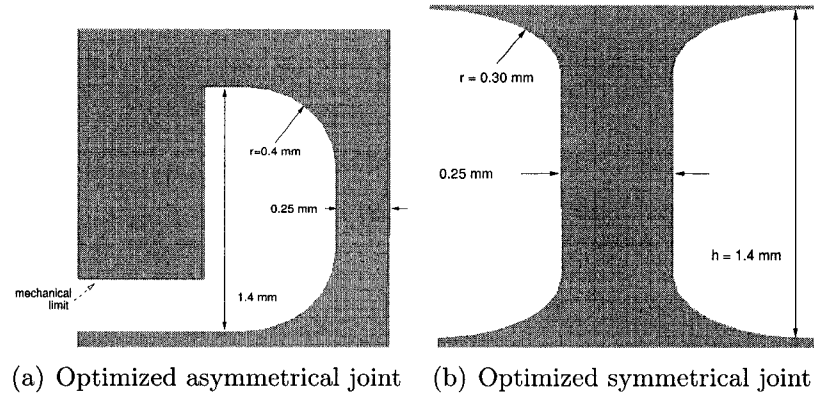 r=0.4 mm
0.25 mm
1.4 mm
mechanical
limit
r = 0.30 mm
0.25 mm
h = 1.4 mm
(a) Optimized asymmetrical joint
(b) Optimized symmetrical joint